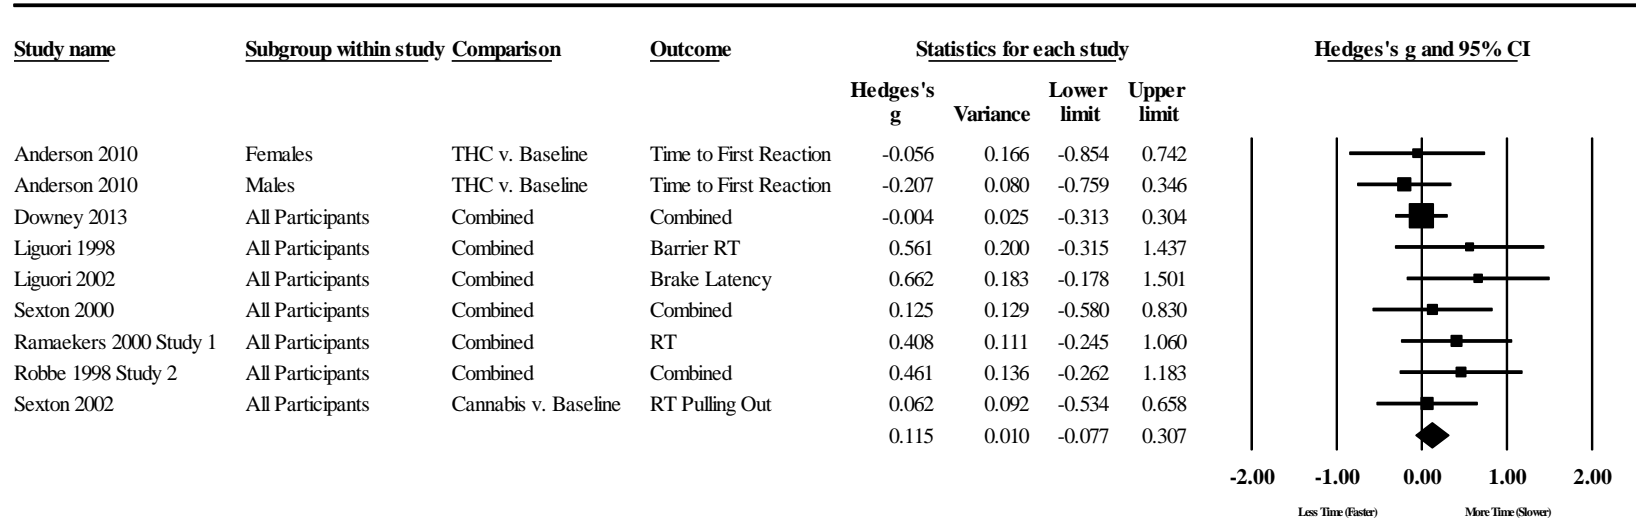 Study name Subgroup within study Comparison Outcome Statistics for each study Hedges's g and 95% CI
Hedges's Lower Upper
g Variance limit limit
Anderson 2010 Females THC v. Baseline Time to First Reaction -0.056 0.166 -0.854 0.742
Anderson 2010 Males THC v. Baseline Time to First Reaction -0.207 0.080 -0.759 0.346
Downey 2013 All Participants Combined Combined -0.004 0.025 -0.313 0.304
Liguori 1998 All Participants Combined Barrier RT 0.561 0.200 -0.315 1.437
Liguori 2002 All Participants Combined Brake Latency 0.662 0.183 -0.178 1.501
Sexton 2000 All Participants Combined Combined 0.125 0.129 -0.580 0.830
Ramaekers 2000 Study 1 All Participants Combined RT 0.408 0.111 -0.245 1.060
Robbe 1998 Study 2 All Participants Combined Combined 0.461 0.136 -0.262 1.183
Sexton 2002 All Participants Cannabis v. Baseline RT Pulling Out 0.062 0.092 -0.534 0.658
0.115 0.010 -0.077 0.307
-2.00 -1.00 0.00 1.00 2.00
Less Time (Faster) More Time (Slower)